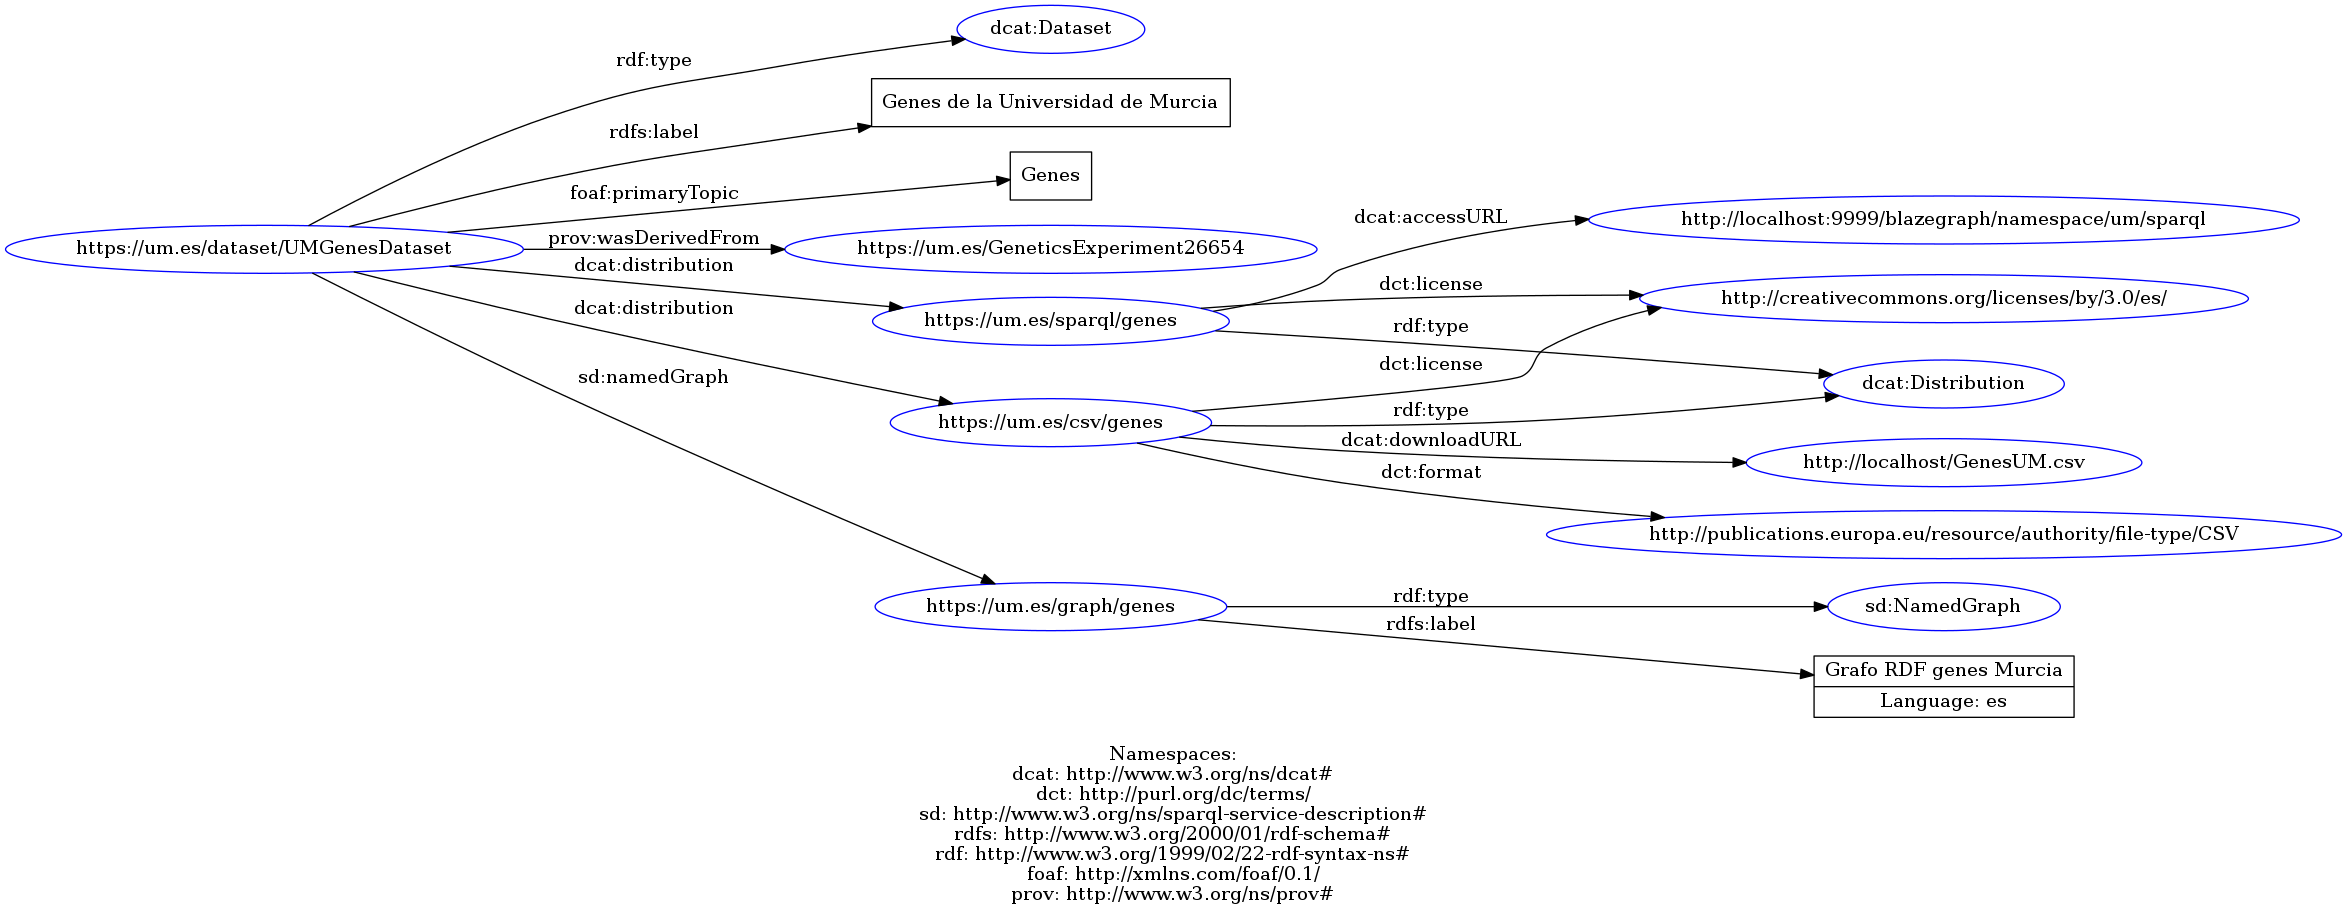 dcat:Dataset
rdf:type
Genes de la Universidad de Murcia
rdfs:label
Genes
foaf:primaryTopic
https://um.es/dataset/UMGenesDataset
prov:wasDerivedFrom
https://um.es/GeneticsExperiment26654
dcat:distribution
https://um.es/sparql/genes
dcat:accessURL
http://localhost:9999/blazegraph/namespace/um/sparql
dct:license
http://creativecommons.org/licenses/by/3.0/es/
rdf:type
dcat:distribution
dct:license
dcat:Distribution
https://um.es/csv/genes
rdf:type
dcat:downloadURL
http://localhost/GenesUM.csv
dct:format
http://publications.europa.eu/resource/authority/file-type/CSV
sd:namedGraph
https://um.es/graph/genes
rdf:type
sd:NamedGraph
rdfs:label
Grafo RDF genes Murcia
Language: es
Namespaces:
dcat: http://www.w3.org/ns/dcat#
dct: http://purl.org/dc/terms/
sd: http://www.w3.org/ns/sparql-service-description#
rdfs: http://www.w3.org/2000/01/rdf-schema#
rdf: http://www.w3.org/1999/02/22-rdf-syntax-ns#
foaf: http://xmlns.com/foaf/0.1/
prov: http://www.w3.org/ns/prov#